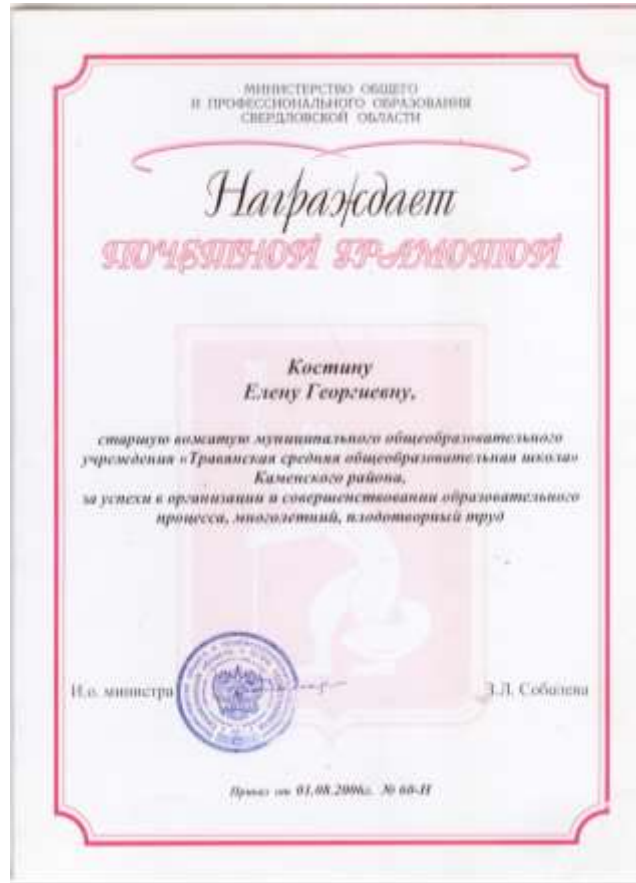 МИНИСТЕРСТВО ОБЩЕГО
И ПРОФЕССИОНАЛЬНОГО ОБРАЗОВАНИЯ
СВЕРДЛОВСКОЙ ОБЛАСТИ
Награждает
ПОЧЁТНОЙ ГРАМОТОЙ
Костину
Елену Георгиевну,
старшую вожатую муниципального общеобразовательного
учреждения «Травянская средняя общеобразовательная школа»
Каменского района,
за успехи в организации и совершенствовании образовательного
процесса, многолетний, плодотворный труд
И.о. министра
З.Л. Соболева
Приказ от 01.08.2006г. № 60-Н